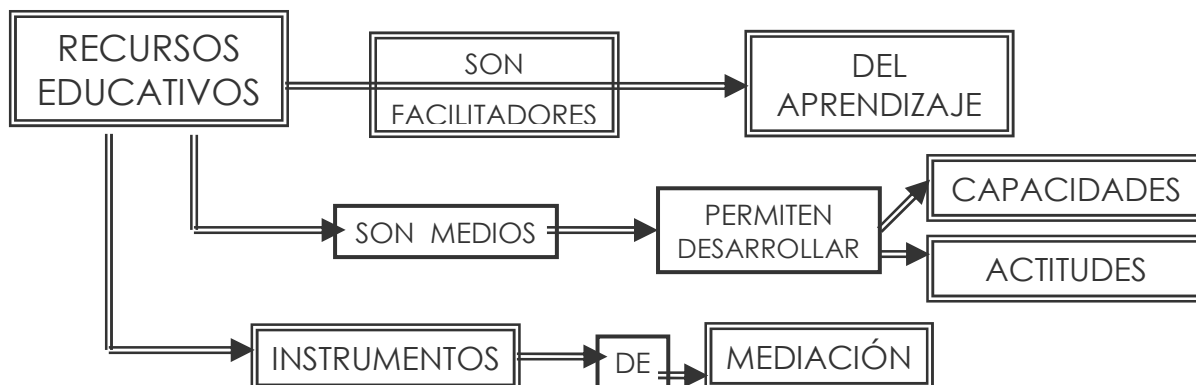 RECURSOS
EDUCATIVOS
SON
FACILITADORES
DEL
APRENDIZAJE
SON MEDIOS
PERMITEN
DESARROLLAR
CAPACIDADES
ACTITUDES
INSTRUMENTOS
DE
MEDIACIÓN